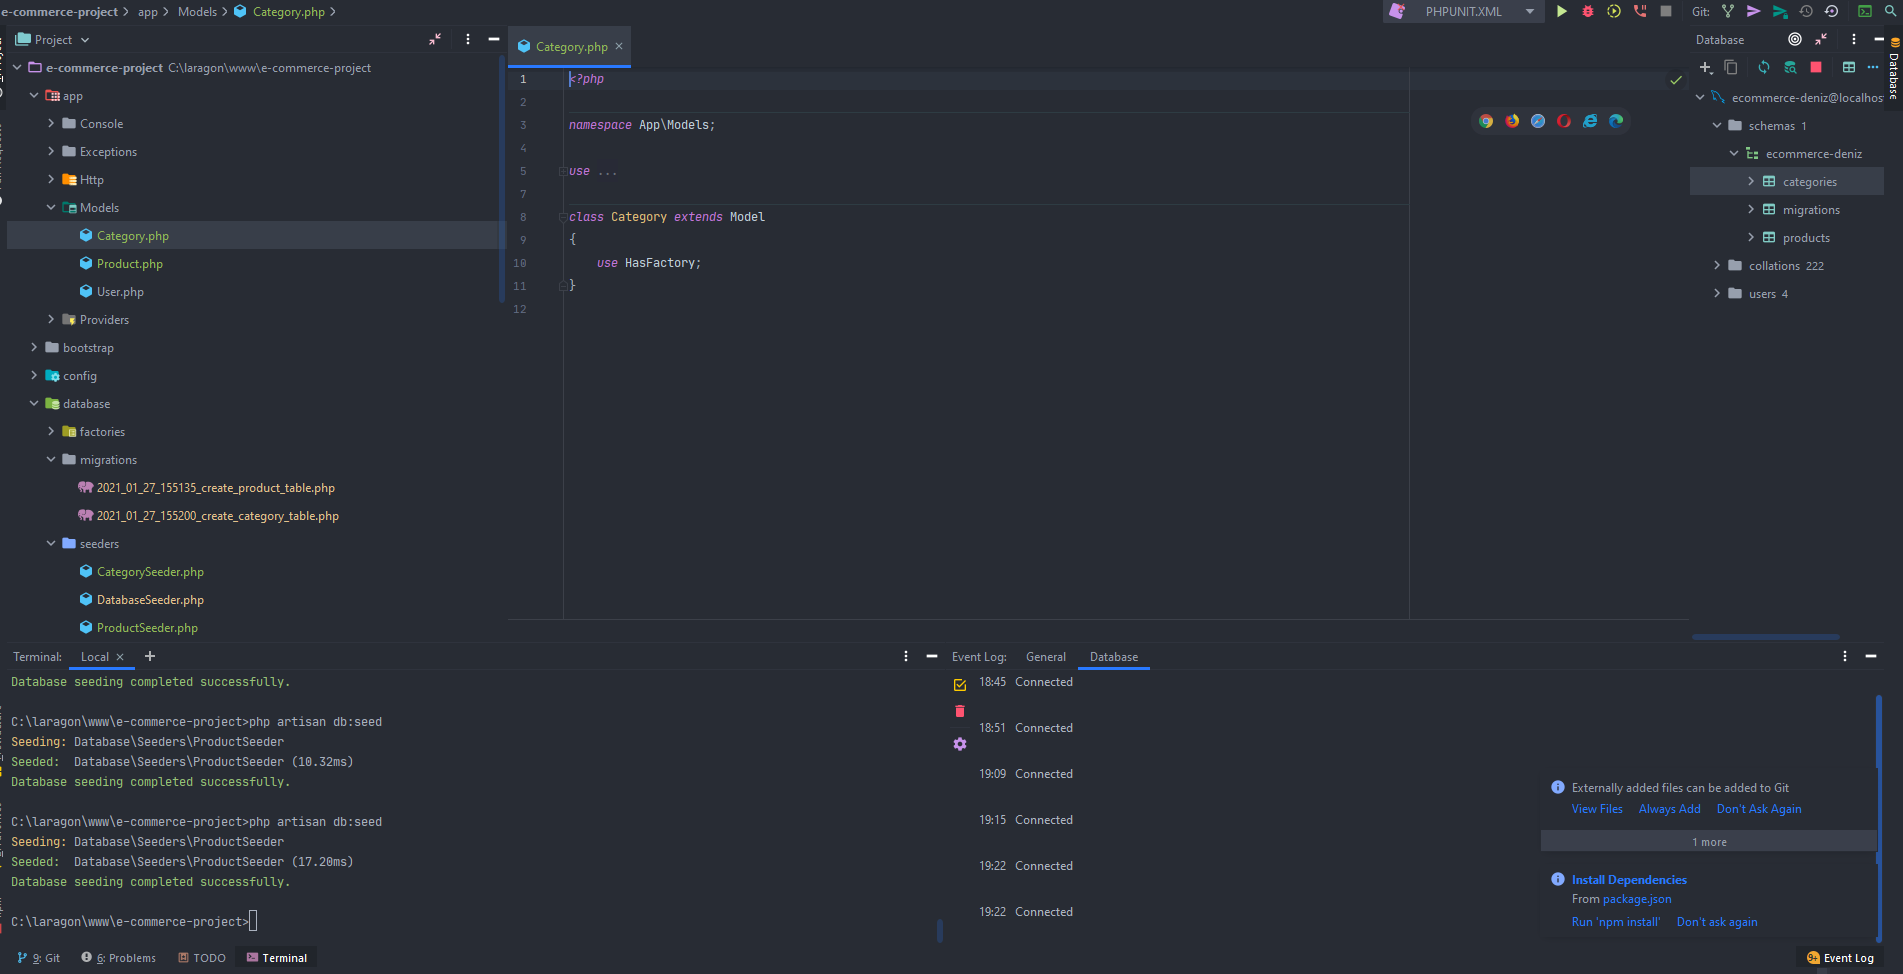 e-commerce-project > app > Models > Category.php >
PHPUNIT.XML
Git:
Project
e-commerce-project C:\laragon\www\e-commerce-project
app
Console
Exceptions
Http
Models
Category.php
Product.php
User.php
Providers
bootstrap
config
database
factories
migrations
2021_01_27_155135_create_product_table.php
2021_01_27_155200_create_category_table.php
seeders
CategorySeeder.php
DatabaseSeeder.php
ProductSeeder.php
Category.php
1 <?php
2
3 namespace App\Models;
4
5 use ...
7
8 class Category extends Model
9 {
10 use HasFactory;
11 }
12
Database
Database
ecommerce-deniz@localhos
schemas 1
ecommerce-deniz
categories
migrations
products
collations 222
users 4
Terminal: Local
Database seeding completed successfully.
C:\laragon\www\e-commerce-project>php artisan db:seed
Seeding: Database\Seeders\ProductSeeder
Seeded: Database\Seeders\ProductSeeder (10.32ms)
Database seeding completed successfully.
C:\laragon\www\e-commerce-project>php artisan db:seed
Seeding: Database\Seeders\ProductSeeder
Seeded: Database\Seeders\ProductSeeder (17.20ms)
Database seeding completed successfully.
C:\laragon\www\e-commerce-project>
Event Log: General Database
18:45 Connected
18:51 Connected
19:09 Connected
19:15 Connected
19:22 Connected
19:22 Connected
Externally added files can be added to Git
View Files Always Add Don't Ask Again
1 more
Install Dependencies
From package.json
Run 'npm install' Don't ask again
9: Git 6: Problems TODO Terminal
9+ Event Log